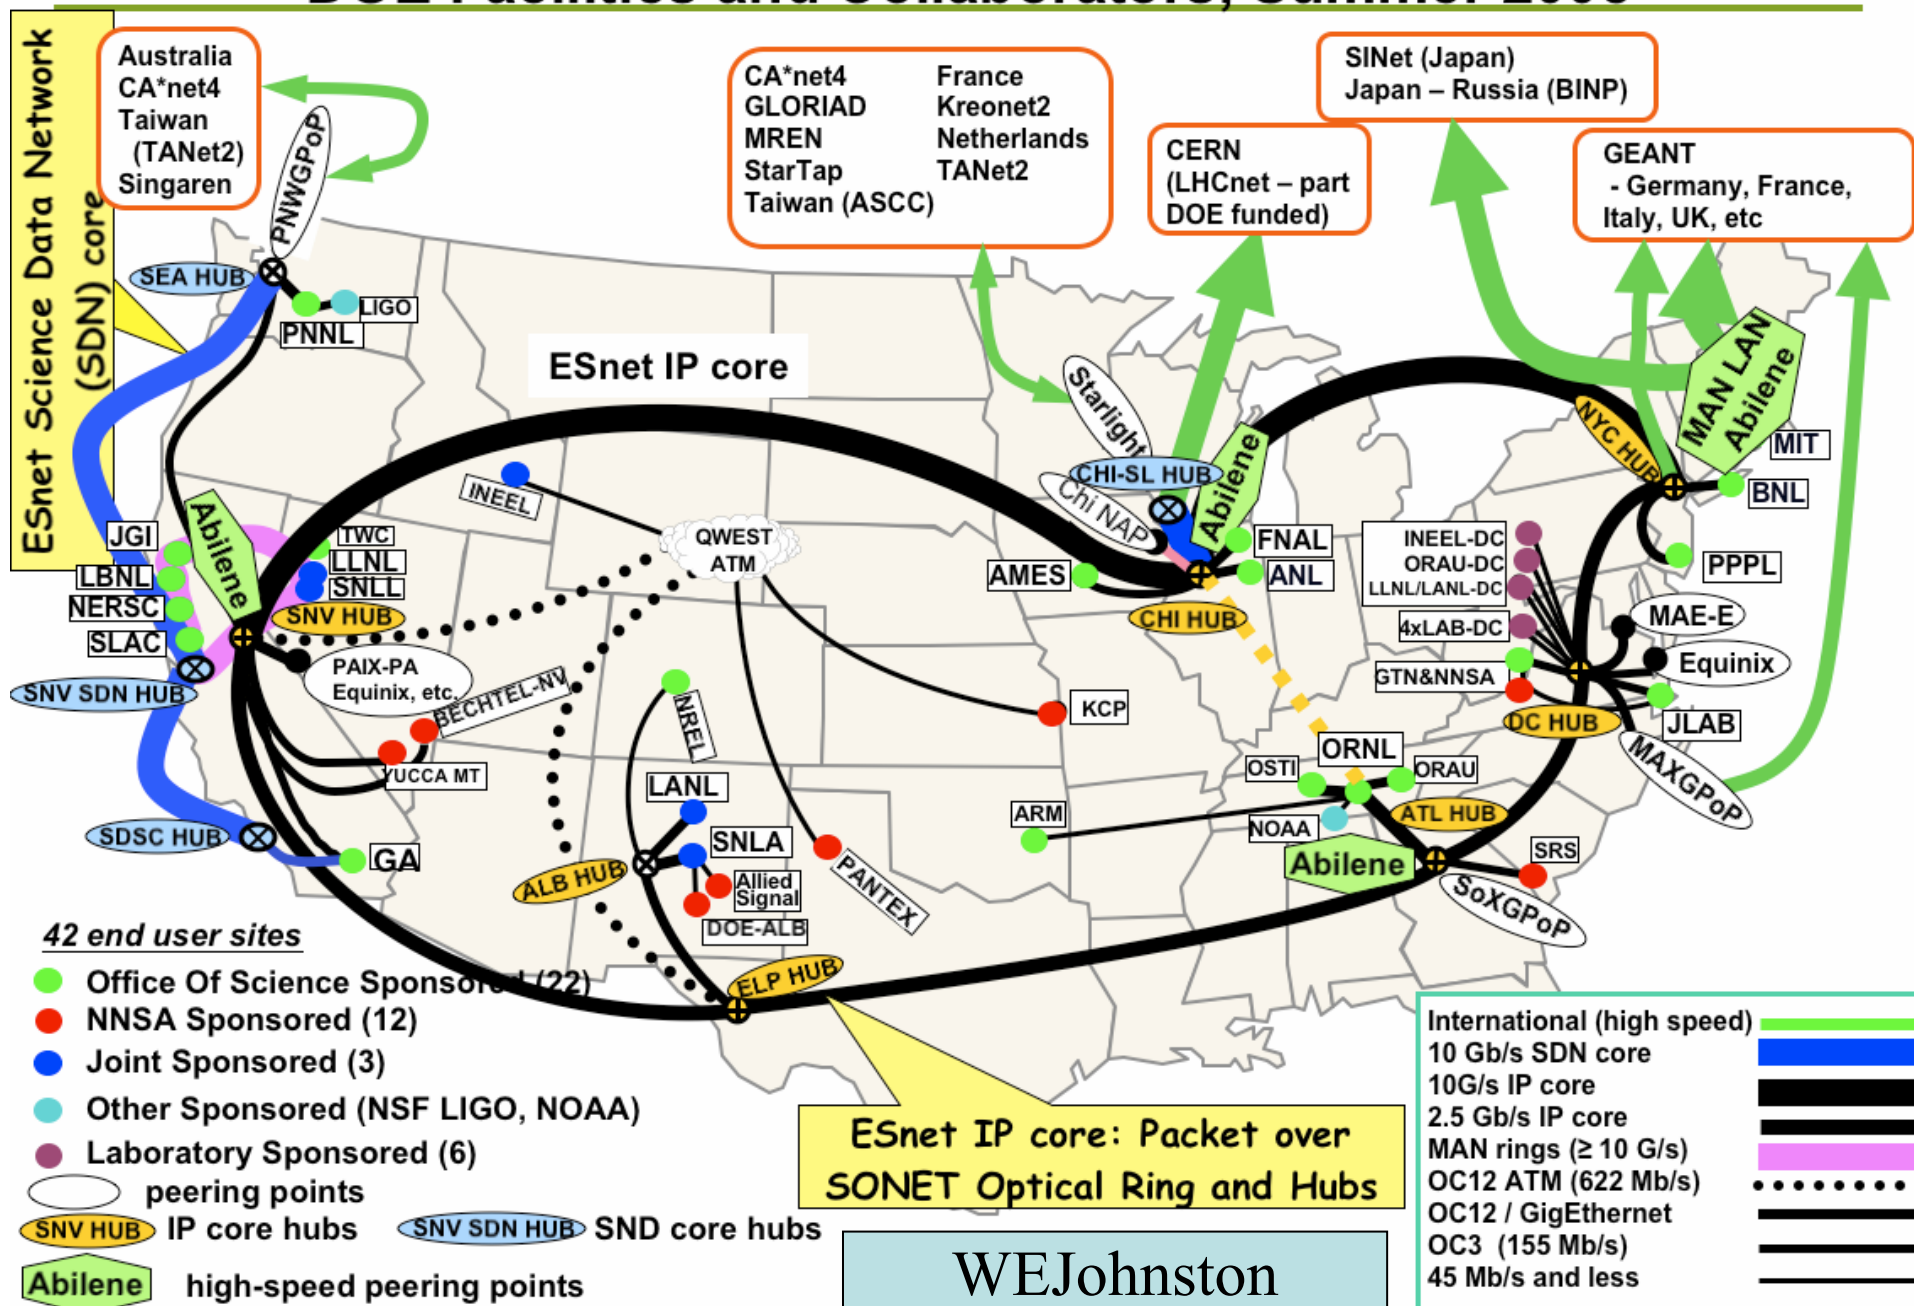 DOE Facilities and Collaborators, Summer 2005
ESnet Science Data Network
(SDN) core
Australia
CA*net4
Taiwan
(TANet2)
Singaren
PNWGPoP
CA*net4
GLORIAD
MREN
StarTap
Taiwan (ASCC)
France
Kreonet2
Netherlands
TANet2
CERN
(LHCnet – part
DOE funded)
SINet (Japan)
Japan – Russia (BINP)
GEANT
- Germany, France,
Italy, UK, etc
SEA HUB
LIGO
PNNL
ESnet IP core
Starlight
CHI-SL HUB
Chi NAP
Abilene
NYC HUB
MAN LAN
Abilene
MIT
BNL
INEEL
QWEST
ATM
JGI
LBNL
NERSC
SLAC
Abilene
TWC
LLNL
SNLL
SNV HUB
PAIX-PA
Equinix, etc.
SNV SDN HUB
BECHTEL-NV
YUCCA MT
SDSC HUB
GA
AMES
FNAL
ANL
CHI HUB
INEEL-DC
ORAU-DC
LLNL/LANL-DC
4xLAB-DC
GTN&NNSA
PPPL
MAE-E
Equinix
DC HUB
JLAB
MAXGPoP
NREL
KCP
LANL
SNLA
ALB HUB
Allied
Signal
DOE-ALB
PANTEX
ARM
OSTI
ORNL
ORAU
NOAA
ATL HUB
Abilene
SRS
SoXGPoP
ELP HUB
42 end user sites
Office Of Science Sponsored (22)
NNSA Sponsored (12)
Joint Sponsored (3)
Other Sponsored (NSF LIGO, NOAA)
Laboratory Sponsored (6)
peering points
SNV HUB IP core hubs
SNV SDN HUB SND core hubs
Abilene high-speed peering points
ESnet IP core: Packet over
SONET Optical Ring and Hubs
WEJohnston
International (high speed)
10 Gb/s SDN core
10G/s IP core
2.5 Gb/s IP core
MAN rings (≥ 10 G/s)
OC12 ATM (622 Mb/s)
OC12 / GigEthernet
OC3 (155 Mb/s)
45 Mb/s and less